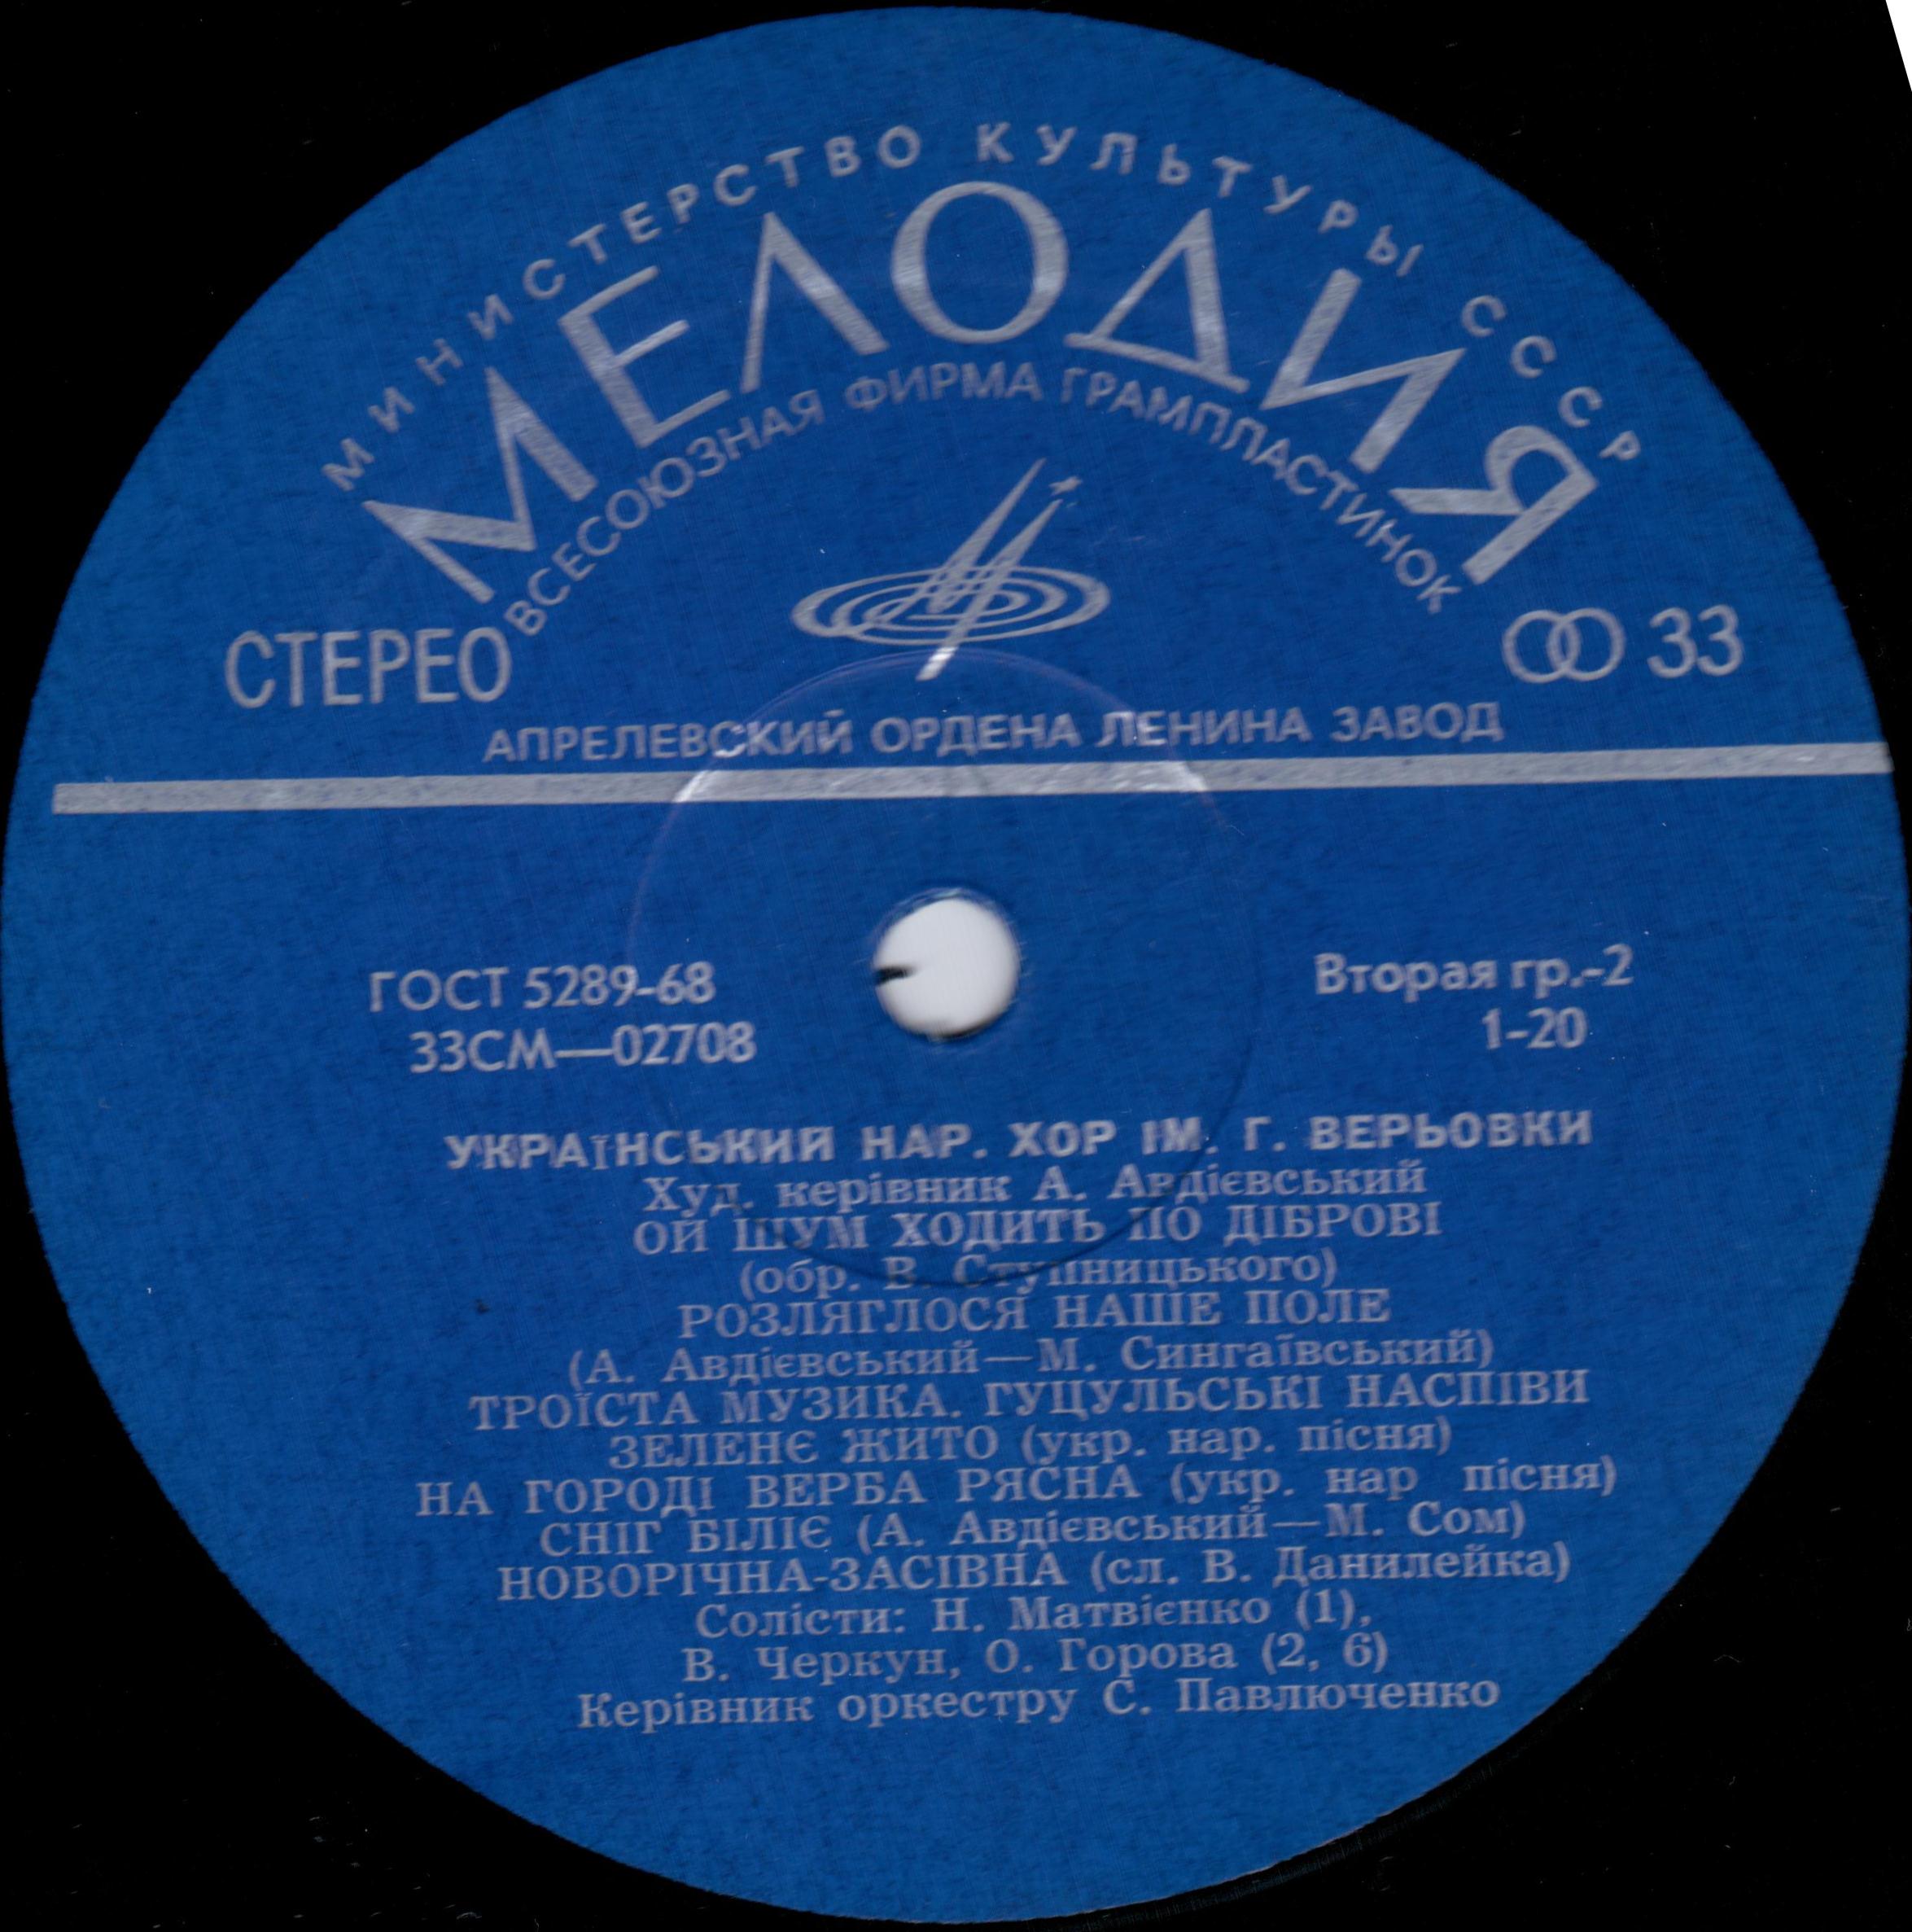 МИНИСТЕРСТВО КУЛЬТУРЫ СССР
МЕЛОДИЯ
ВСЕСОЮЗНАЯ ФИРМА ГРАМПЛАСТИНОК
СТЕРЕО
33
АПРЕЛЕВСКИЙ ОРДЕНА ЛЕНИНА ЗАВОД
ГОСТ 5289-68
Вторая гр.-2
33СМ—02708
1-20
УКРАЇНСЬКИЙ НАР. ХОР ІМ. Г. ВЕРЬОВКИ
Худ. керівник А. Авдієвський
ОЙ ШУМ ХОДИТЬ ПО ДІБРОВІ
(обр. В. Ступницького)
РОЗЛЯГЛОСЯ НАШЕ ПОЛЕ
(А. Авдієвський—М. Сингаївський)
ТРОЇСТА МУЗИКА. ГУЦУЛЬСЬКІ НАСПІВИ
ЗЕЛЕНЄ ЖИТО (укр. нар. пісня)
НА ГОРОДІ ВЕРБА РЯСНА (укр. нар пісня)
СНІГ БІЛІЄ (А. Авдієвський—М. Сом)
НОВОРІЧНА-ЗАСІВНА (сл. В. Данилейка)
Солісти: Н. Матвієнко (1),
В. Черкун, О. Горова (2, 6)
Керівник оркестру С. Павлюченко